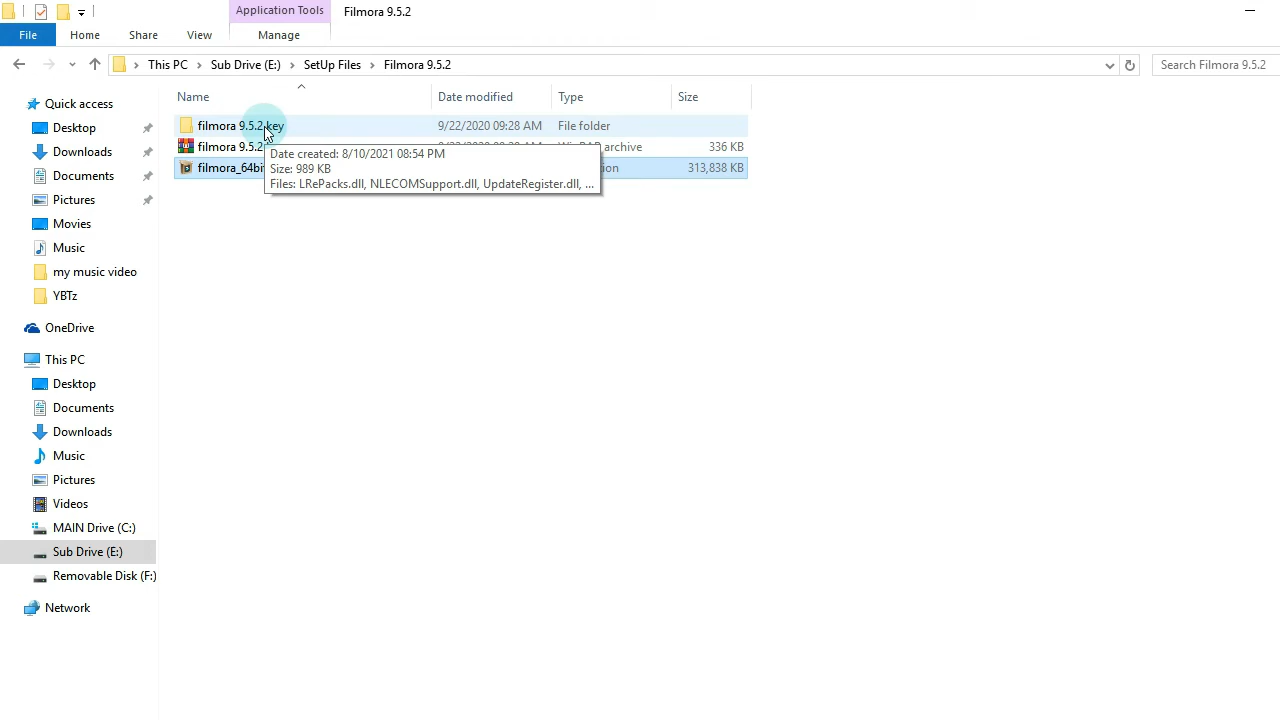 Application Tools
Filmora 9.5.2
File
Home
Share
View
Manage
This PC
Sub Drive (E:)
SetUp Files
Filmora 9.5.2
Search Filmora 9.5.2
Name
Date modified
Type
Size
filmora 9.5.2 key
9/22/2020 09:28 AM
File folder
filmora 9.5.2
archive
336 KB
filmora_64bit
313,838 KB
Date created: 8/10/2021 08:54 PM
Size: 989 KB
Files: LRePacks.dll, NLECOMSupport.dll, UpdateRegister.dll, ...
Quick access
Desktop
Downloads
Documents
Pictures
Movies
Music
my music video
YBTz
OneDrive
This PC
Desktop
Documents
Downloads
Music
Pictures
Videos
MAIN Drive (C:)
Sub Drive (E:)
Removable Disk (F:)
Network